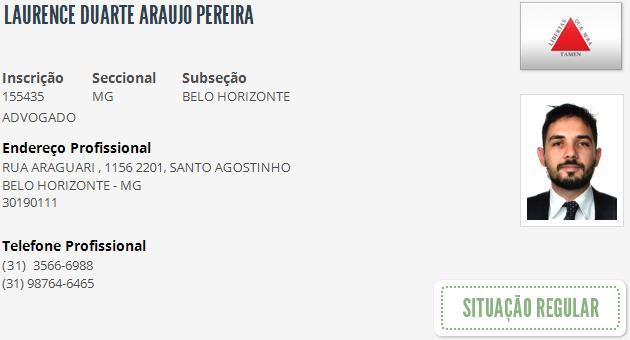 LAURENCE DUARTE ARAUJO PEREIRA
LIBERTAS QUÆ SERA
TAMEN
Inscrição Seccional Subseção
155435 MG BELO HORIZONTE
ADVOGADO
Endereço Profissional
RUA ARAGUARI , 1156 2201, SANTO AGOSTINHO
BELO HORIZONTE - MG
30190111
Telefone Profissional
(31) 3566-6988
(31) 98764-6465
SITUAÇÃO REGULAR